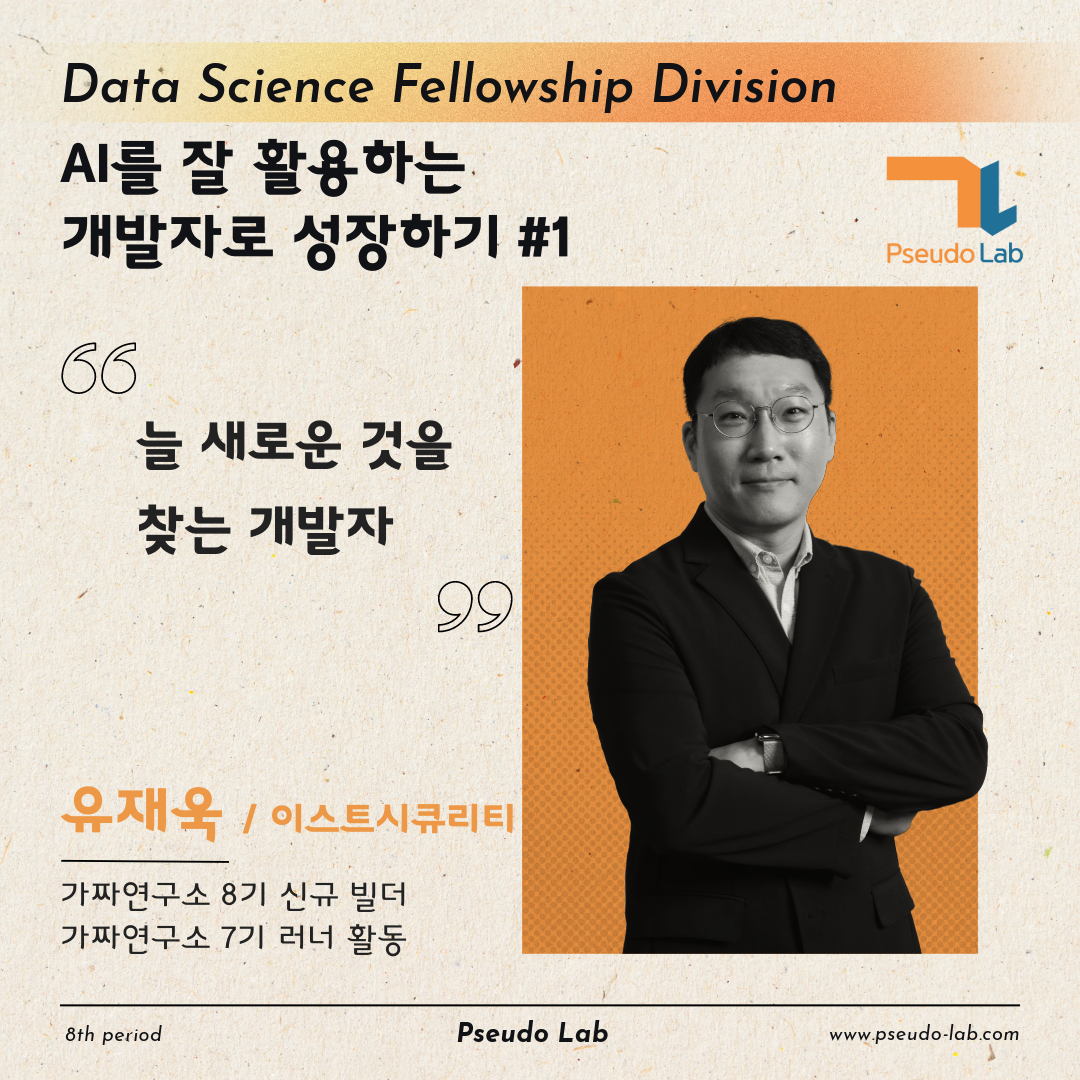 Data Science Fellowship Division
AI를 잘 활용하는
개발자로 성장하기 #1
Pseudo Lab
“
늘 새로운 것을
찾는 개발자
”
유재욱 / 이스트시큐리티
가짜연구소 8기 신규 빌더
가짜연구소 7기 러너 활동
8th period
Pseudo Lab
www.pseudo-lab.com